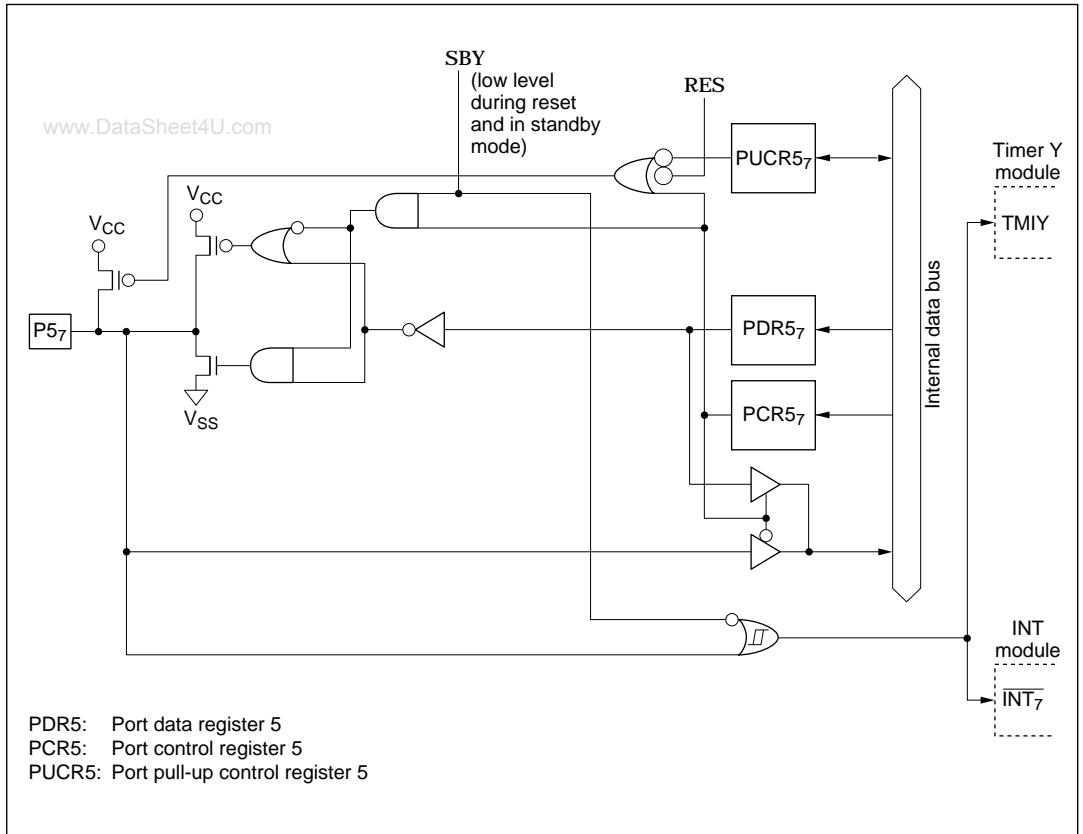 SBY
(low level
during reset
and in standby
mode)
RES
www.DataSheet4U.com
PUCR5₇
Timer Y
module
TMIY
V_CC
V_CC
P5₇
V_SS
PDR5₇
PCR5₇
Internal data bus
INT
module
INT₇
PDR5: Port data register 5
PCR5: Port control register 5
PUCR5: Port pull-up control register 5